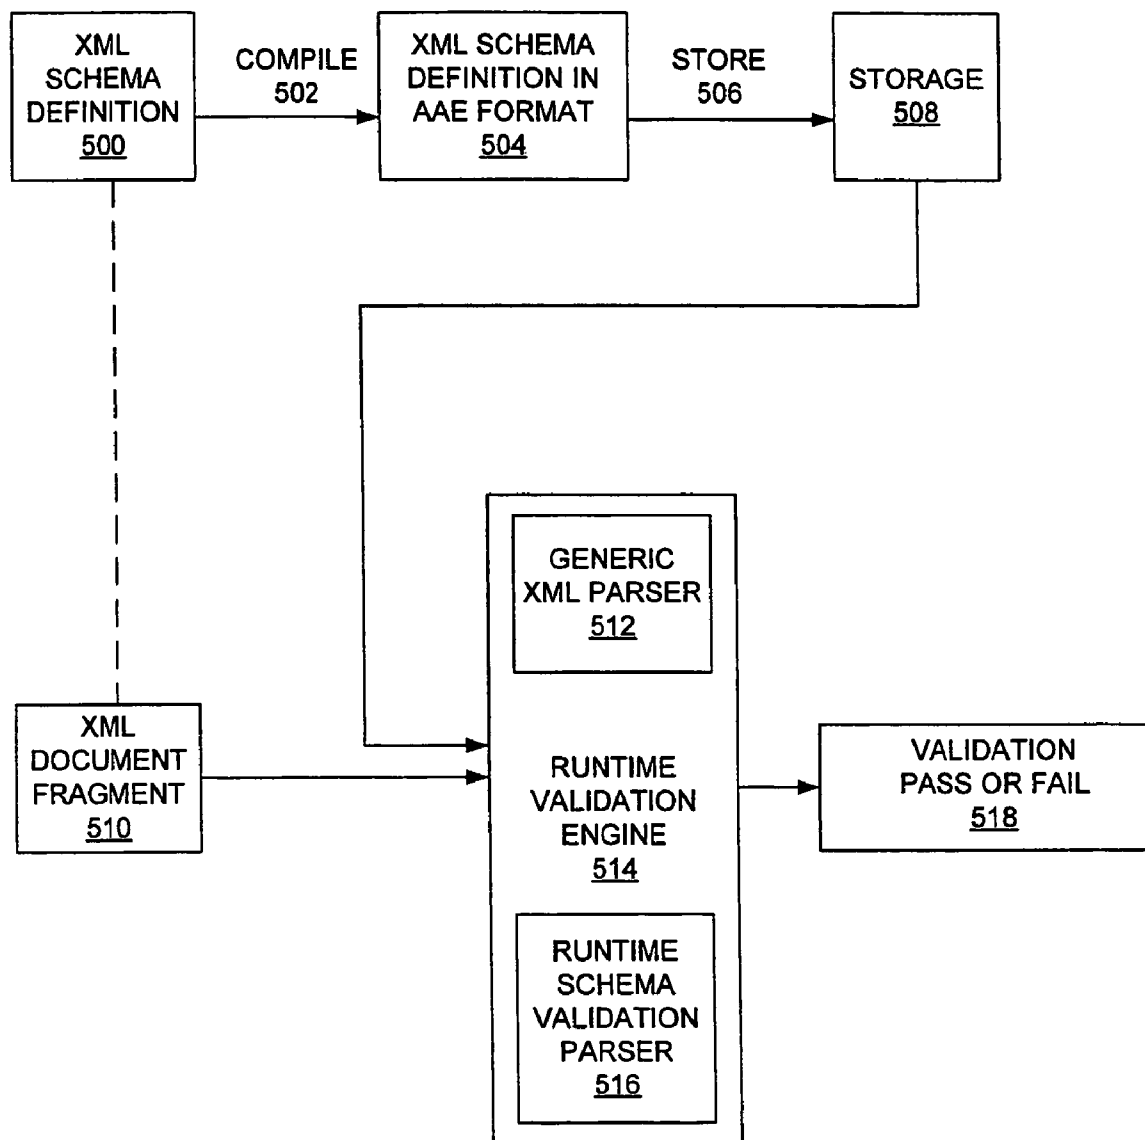 XML
SCHEMA
DEFINITION
500
COMPILE
502
XML SCHEMA
DEFINITION IN
AAE FORMAT
504
STORE
506
STORAGE
508
GENERIC
XML PARSER
512
XML
DOCUMENT
FRAGMENT
510
RUNTIME
VALIDATION
ENGINE
514
VALIDATION
PASS OR FAIL
518
RUNTIME
SCHEMA
VALIDATION
PARSER
516